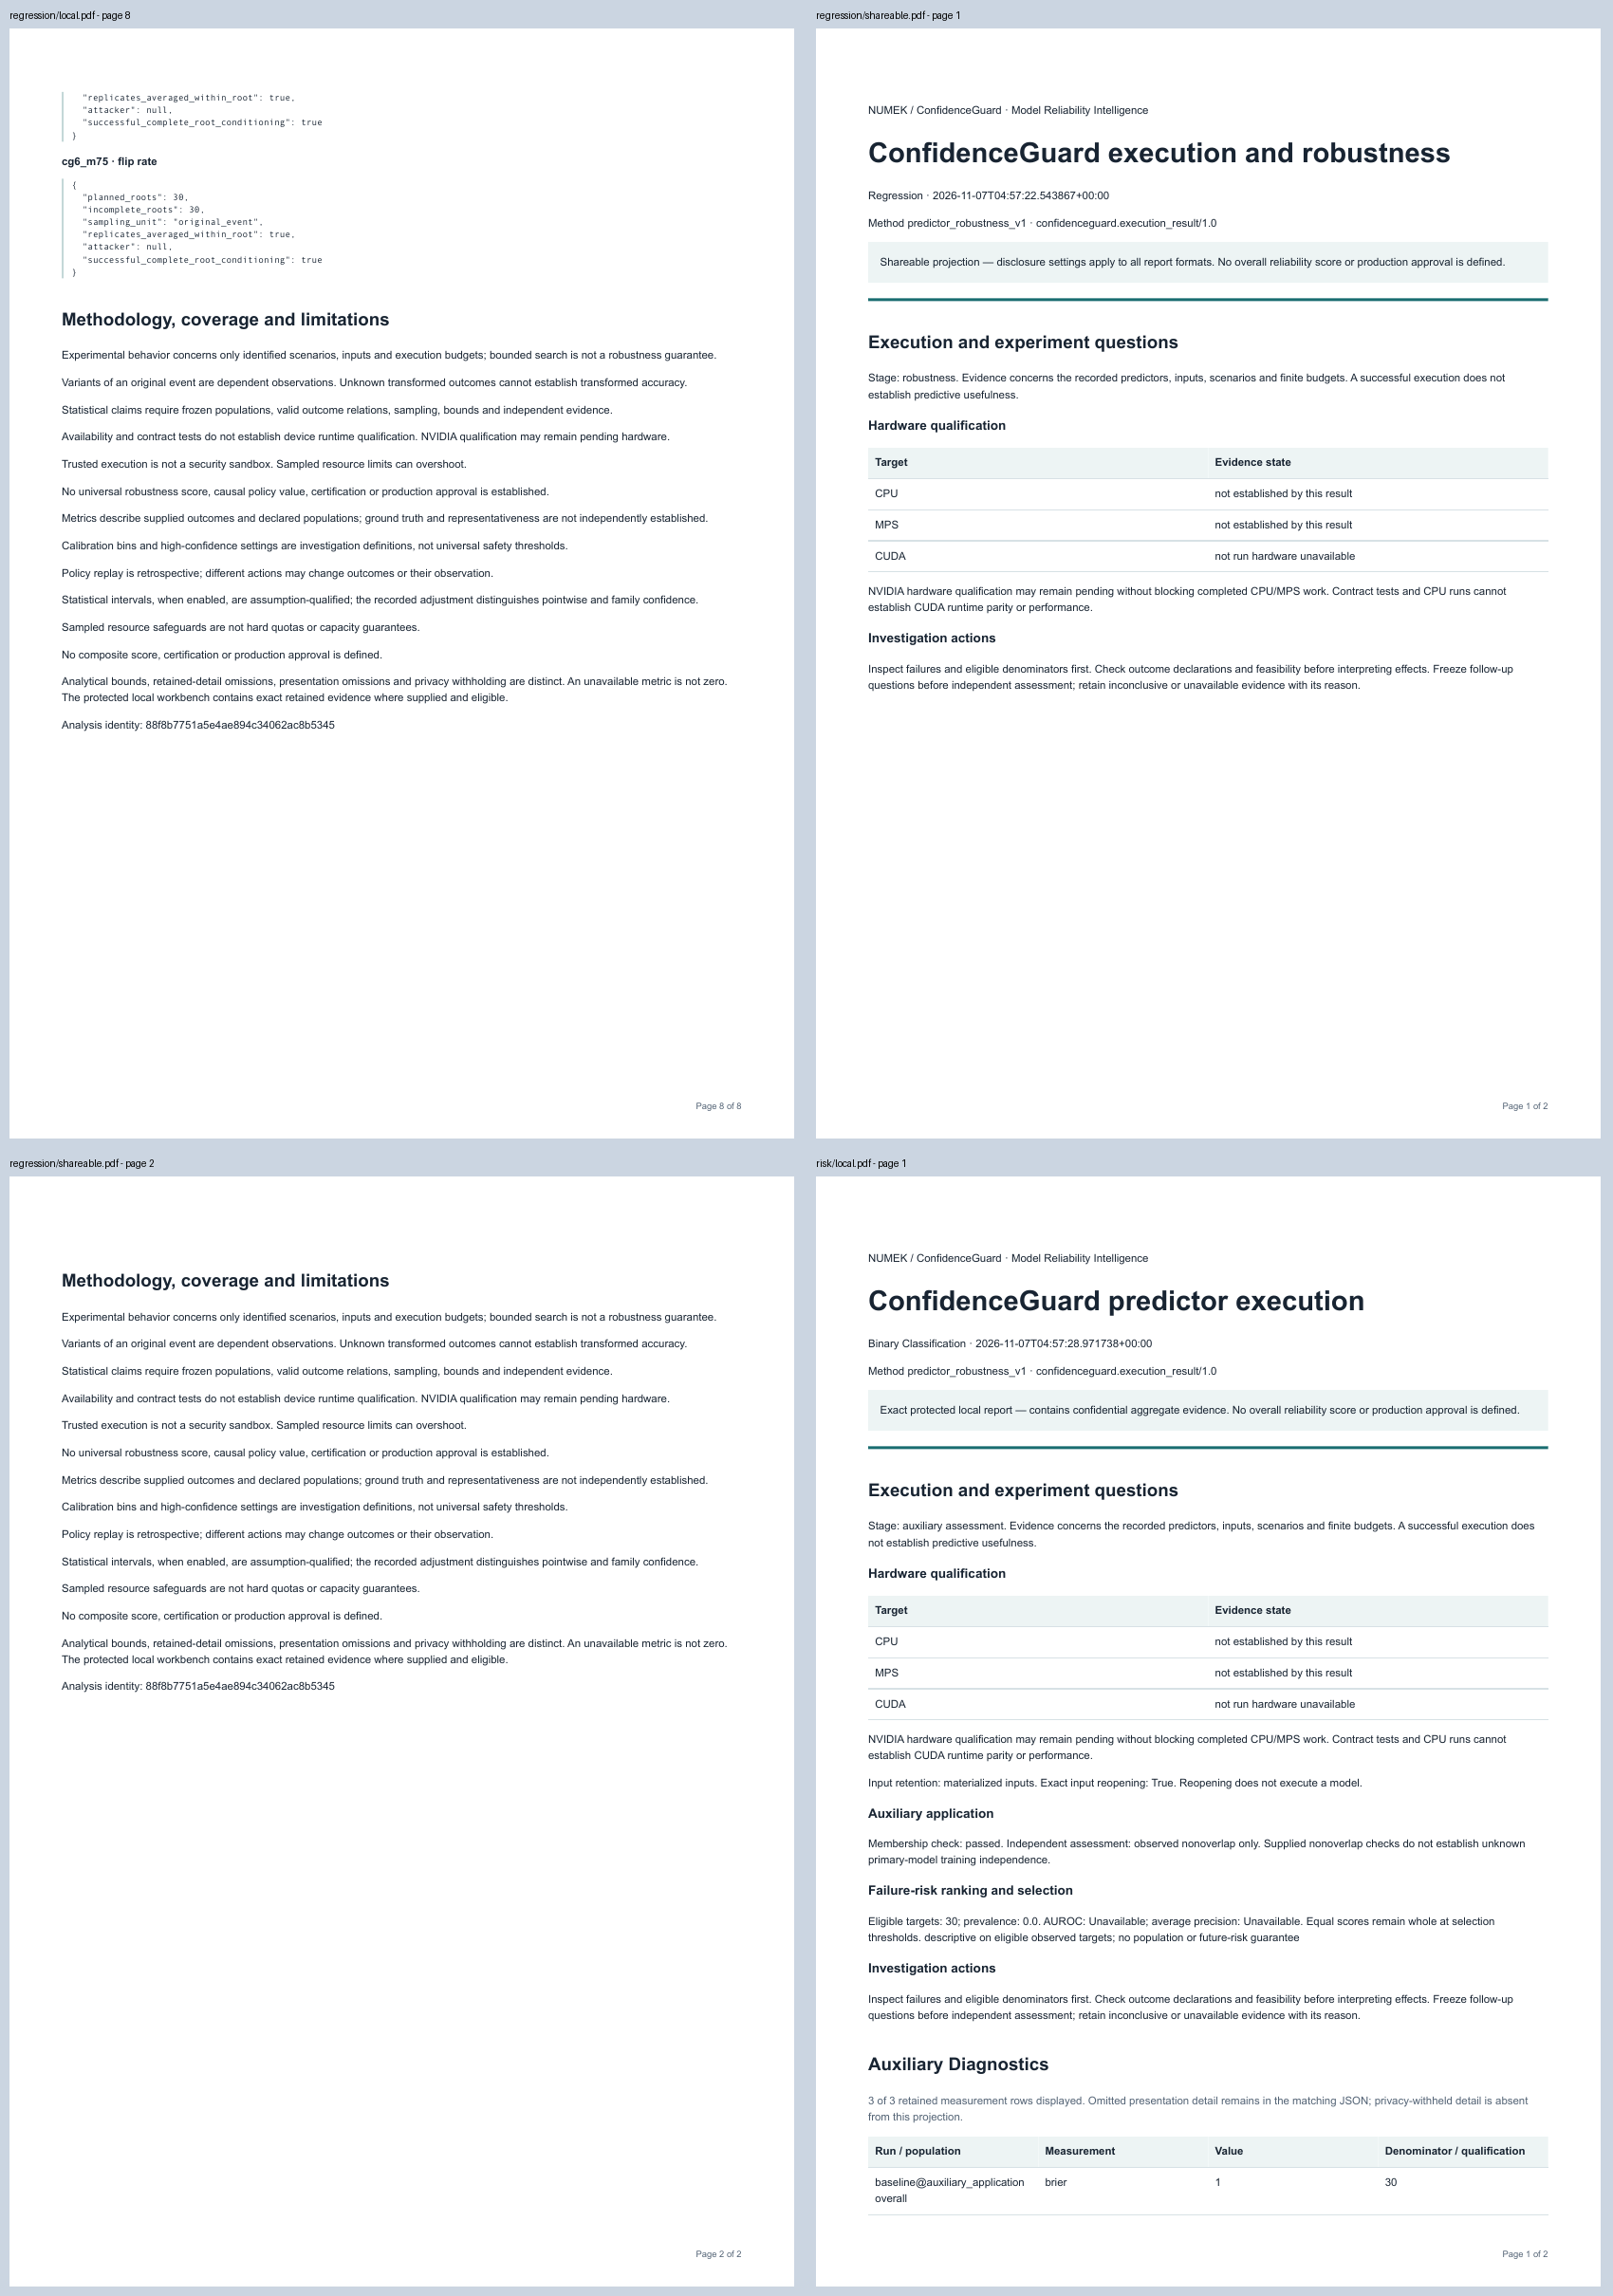 regression/local.pdf - page 8
"replicates_averaged_within_root": true,
"attacker": null,
"successful_complete_root_conditioning": true
}
cg6_m75 · flip rate
{
"planned_roots": 30,
"incomplete_roots": 30,
"sampling_unit": "original_event",
"replicates_averaged_within_root": true,
"attacker": null,
"successful_complete_root_conditioning": true
}
Methodology, coverage and limitations
Experimental behavior concerns only identified scenarios, inputs and execution budgets; bounded search is not a robustness guarantee.
Variants of an original event are dependent observations. Unknown transformed outcomes cannot establish transformed accuracy.
Statistical claims require frozen populations, valid outcome relations, sampling, bounds and independent evidence.
Availability and contract tests do not establish device runtime qualification. NVIDIA qualification may remain pending hardware.
Trusted execution is not a security sandbox. Sampled resource limits can overshoot.
No universal robustness score, causal policy value, certification or production approval is established.
Metrics describe supplied outcomes and declared populations; ground truth and representativeness are not independently established.
Calibration bins and high-confidence settings are investigation definitions, not universal safety thresholds.
Policy replay is retrospective; different actions may change outcomes or their observation.
Statistical intervals, when enabled, are assumption-qualified; the recorded adjustment distinguishes pointwise and family confidence.
Sampled resource safeguards are not hard quotas or capacity guarantees.
No composite score, certification or production approval is defined.
Analytical bounds, retained-detail omissions, presentation omissions and privacy withholding are distinct. An unavailable metric is not zero.
The protected local workbench contains exact retained evidence where supplied and eligible.
Analysis identity: 88f8b7751a5e4ae894c34062ac8b5345
Page 8 of 8
regression/shareable.pdf - page 1
NUMEK / ConfidenceGuard · Model Reliability Intelligence
ConfidenceGuard execution and robustness
Regression · 2026-11-07T04:57:22.543867+00:00
Method predictor_robustness_v1 · confidenceguard.execution_result/1.0
Shareable projection — disclosure settings apply to all report formats. No overall reliability score or production approval is defined.
Execution and experiment questions
Stage: robustness. Evidence concerns the recorded predictors, inputs, scenarios and finite budgets. A successful execution does not
establish predictive usefulness.
Hardware qualification
Target Evidence state
CPU not established by this result
MPS not established by this result
CUDA not run hardware unavailable
NVIDIA hardware qualification may remain pending without blocking completed CPU/MPS work. Contract tests and CPU runs cannot
establish CUDA runtime parity or performance.
Investigation actions
Inspect failures and eligible denominators first. Check outcome declarations and feasibility before interpreting effects. Freeze follow-up
questions before independent assessment; retain inconclusive or unavailable evidence with its reason.
Page 1 of 2
regression/shareable.pdf - page 2
Methodology, coverage and limitations
Experimental behavior concerns only identified scenarios, inputs and execution budgets; bounded search is not a robustness guarantee.
Variants of an original event are dependent observations. Unknown transformed outcomes cannot establish transformed accuracy.
Statistical claims require frozen populations, valid outcome relations, sampling, bounds and independent evidence.
Availability and contract tests do not establish device runtime qualification. NVIDIA qualification may remain pending hardware.
Trusted execution is not a security sandbox. Sampled resource limits can overshoot.
No universal robustness score, causal policy value, certification or production approval is established.
Metrics describe supplied outcomes and declared populations; ground truth and representativeness are not independently established.
Calibration bins and high-confidence settings are investigation definitions, not universal safety thresholds.
Policy replay is retrospective; different actions may change outcomes or their observation.
Statistical intervals, when enabled, are assumption-qualified; the recorded adjustment distinguishes pointwise and family confidence.
Sampled resource safeguards are not hard quotas or capacity guarantees.
No composite score, certification or production approval is defined.
Analytical bounds, retained-detail omissions, presentation omissions and privacy withholding are distinct. An unavailable metric is not zero.
The protected local workbench contains exact retained evidence where supplied and eligible.
Analysis identity: 88f8b7751a5e4ae894c34062ac8b5345
Page 2 of 2
risk/local.pdf - page 1
NUMEK / ConfidenceGuard · Model Reliability Intelligence
ConfidenceGuard predictor execution
Binary Classification · 2026-11-07T04:57:28.971738+00:00
Method predictor_robustness_v1 · confidenceguard.execution_result/1.0
Exact protected local report — contains confidential aggregate evidence. No overall reliability score or production approval is defined.
Execution and experiment questions
Stage: auxiliary assessment. Evidence concerns the recorded predictors, inputs, scenarios and finite budgets. A successful execution does
not establish predictive usefulness.
Hardware qualification
Target Evidence state
CPU not established by this result
MPS not established by this result
CUDA not run hardware unavailable
NVIDIA hardware qualification may remain pending without blocking completed CPU/MPS work. Contract tests and CPU runs cannot
establish CUDA runtime parity or performance.
Input retention: materialized inputs. Exact input reopening: True. Reopening does not execute a model.
Auxiliary application
Membership check: passed. Independent assessment: observed nonoverlap only. Supplied nonoverlap checks do not establish unknown
primary-model training independence.
Failure-risk ranking and selection
Eligible targets: 30; prevalence: 0.0. AUROC: Unavailable; average precision: Unavailable. Equal scores remain whole at selection
thresholds. descriptive on eligible observed targets; no population or future-risk guarantee
Investigation actions
Inspect failures and eligible denominators first. Check outcome declarations and feasibility before interpreting effects. Freeze follow-up
questions before independent assessment; retain inconclusive or unavailable evidence with its reason.
Auxiliary Diagnostics
3 of 3 retained measurement rows displayed. Omitted presentation detail remains in the matching JSON; privacy-withheld detail is absent
from this projection.
Run / population Measurement Value Denominator / qualification
baseline@auxiliary_application brier 1 30
overall
Page 1 of 2